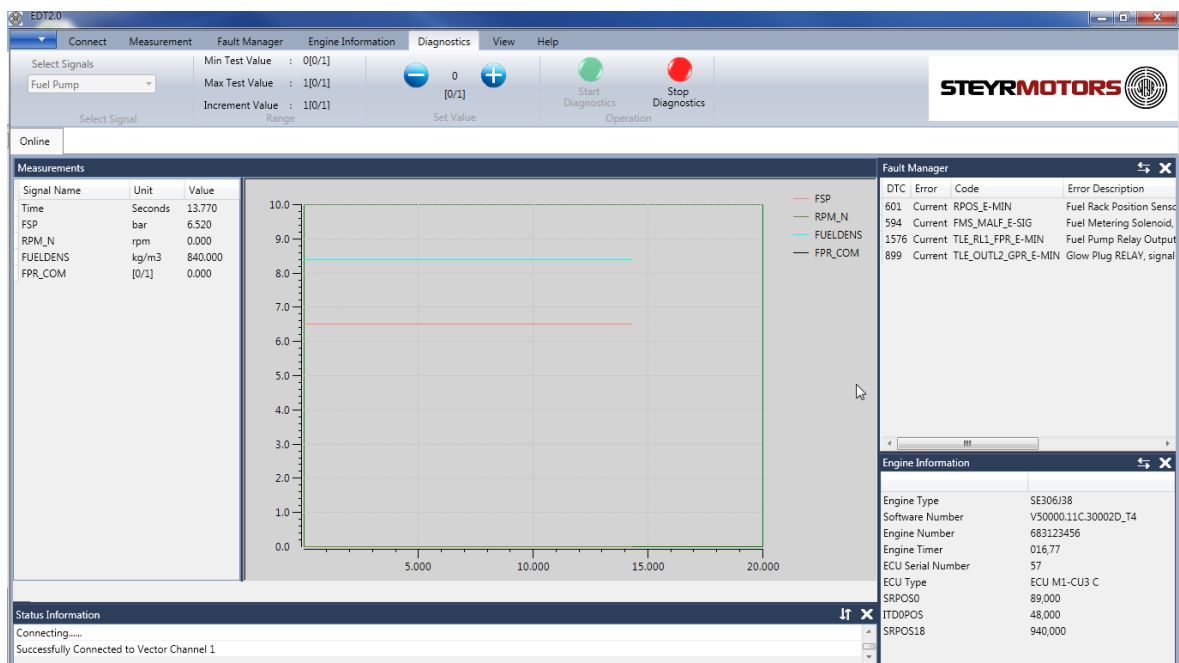 EDT2.0
Connect Measurement Fault Manager Engine Information Diagnostics View Help
Select Signals
Fuel Pump
Select Signal
Min Test Value : 0[0/1]
Max Test Value : 1[0/1]
Increment Value : 1[0/1]
Range
0
[0/1]
Set Value
Start Diagnostics
Stop Diagnostics
Operation
STEYRMOTORS
Online
Measurements
Signal Name Unit Value
Time Seconds 13.770
FSP bar 6.520
RPM_N rpm 0.000
FUELDENS kg/m3 840.000
FPR_COM [0/1] 0.000
10.0
9.0
8.0
7.0
6.0
5.0
4.0
3.0
2.0
1.0
0.0
5.000 10.000 15.000 20.000
FSP
RPM_N
FUELDENS
FPR_COM
Fault Manager
DTC Error Code Error Description
601 Current RPOS_E-MIN Fuel Rack Position Senso
594 Current FMS_MALF_E-SIG Fuel Metering Solenoid,
1576 Current TLE_RL1_FPR_E-MIN Fuel Pump Relay Output
899 Current TLE_OUTL2_GPR_E-MIN Glow Plug RELAY, signal
Engine Information
Engine Type SE306J38
Software Number V50000.11C.30002D_T4
Engine Number 683123456
Engine Timer 016,77
ECU Serial Number 57
ECU Type ECU M1-CU3 C
SRPOS0 89,000
ITD0POS 48,000
SRPOS18 940,000
Status Information
Connecting......
Successfully Connected to Vector Channel 1